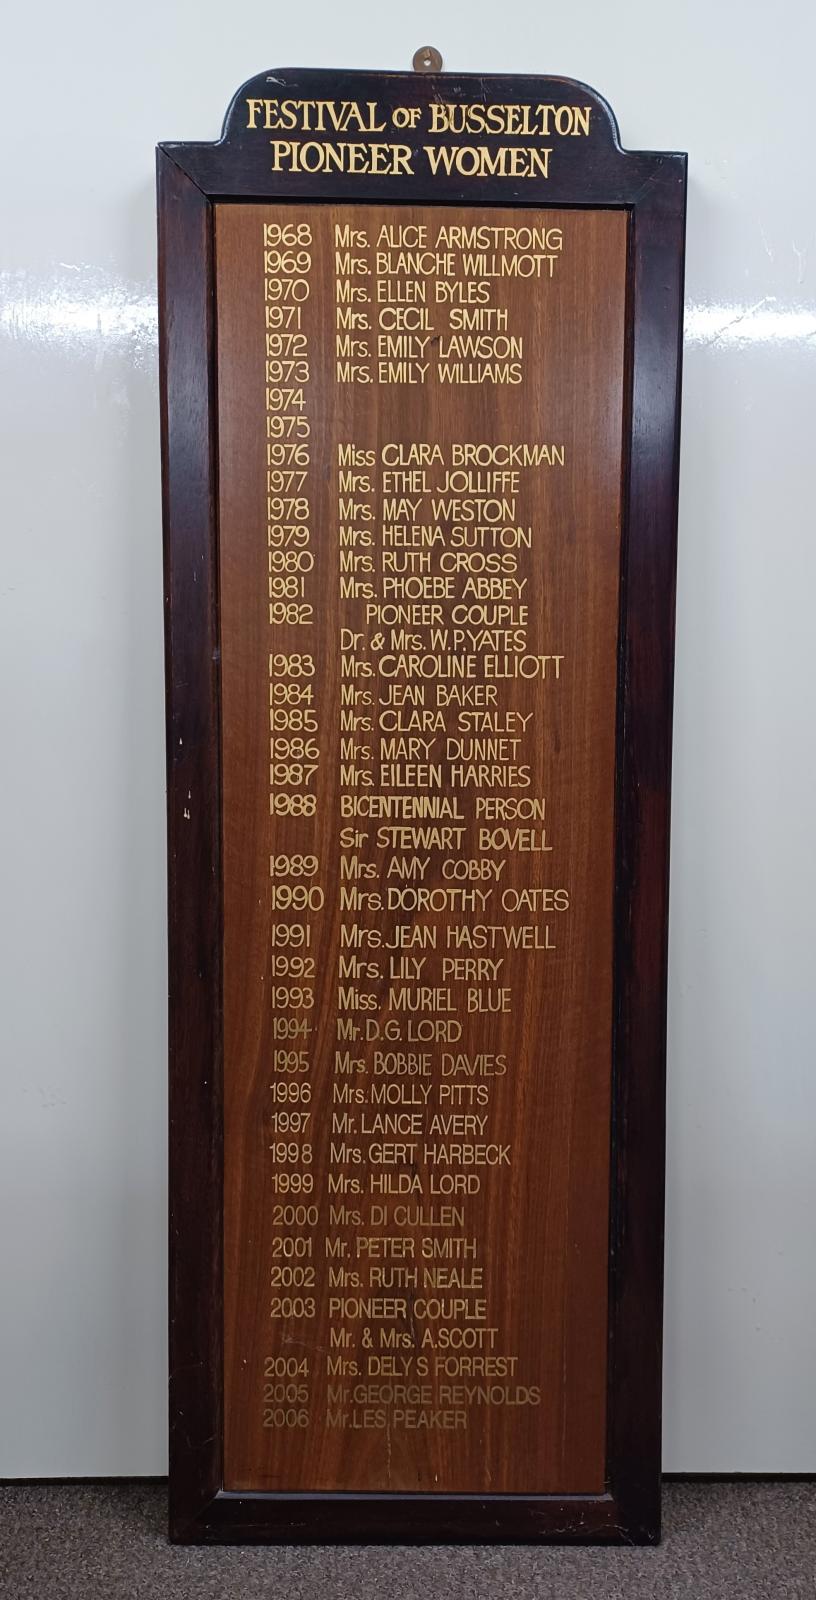 FESTIVAL OF BUSSELTON
PIONEER WOMEN
1968 Mrs. ALICE ARMSTRONG
1969 Mrs. BLANCHE WILLMOTT
1970 Mrs. ELLEN BYLES
1971 Mrs. CECIL SMITH
1972 Mrs. EMILY LAWSON
1973 Mrs. EMILY WILLIAMS
1974
1975
1976 Miss CLARA BROCKMAN
1977 Mrs. ETHEL JOLLIFFE
1978 Mrs. MAY WESTON
1979 Mrs. HELENA SUTTON
1980 Mrs. RUTH CROSS
1981 Mrs. PHOEBE ABBEY
1982 PIONEER COUPLE
Dr. & Mrs. W.P. YATES
1983 Mrs. CAROLINE ELLIOTT
1984 Mrs. JEAN BAKER
1985 Mrs. CLARA STALEY
1986 Mrs. MARY DUNNET
1987 Mrs. EILEEN HARRIES
1988 BICENTENNIAL PERSON
Sir STEWART BOVELL
1989 Mrs. AMY COBBY
1990 Mrs. DOROTHY OATES
1991 Mrs. JEAN HASTWELL
1992 Mrs. LILY PERRY
1993 Miss. MURIEL BLUE
1994 Mr. D.G. LORD
1995 Mrs. BOBBIE DAVIES
1996 Mrs. MOLLY PITTS
1997 Mr. LANCE AVERY
1998 Mrs. GERT HARBECK
1999 Mrs. HILDA LORD
2000 Mrs. DI CULLEN
2001 Mr. PETER SMITH
2002 Mrs. RUTH NEALE
2003 PIONEER COUPLE
Mr. & Mrs. A.SCOTT
2004 Mrs. DELYS FORREST
2005 Mr. GEORGE REYNOLDS
2006 Mr. LES PEAKER